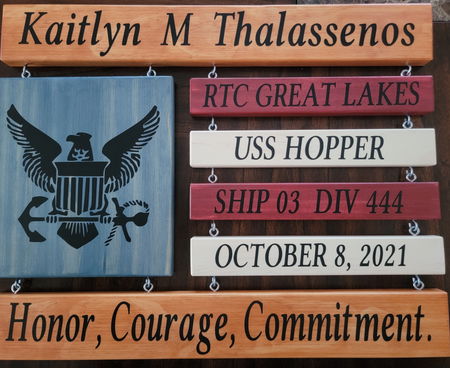 Kaitlyn M Thalassenos
RTC GREAT LAKES
USS HOPPER
SHIP 03 DIV 444
OCTOBER 8, 2021
Honor, Courage, Commitment.